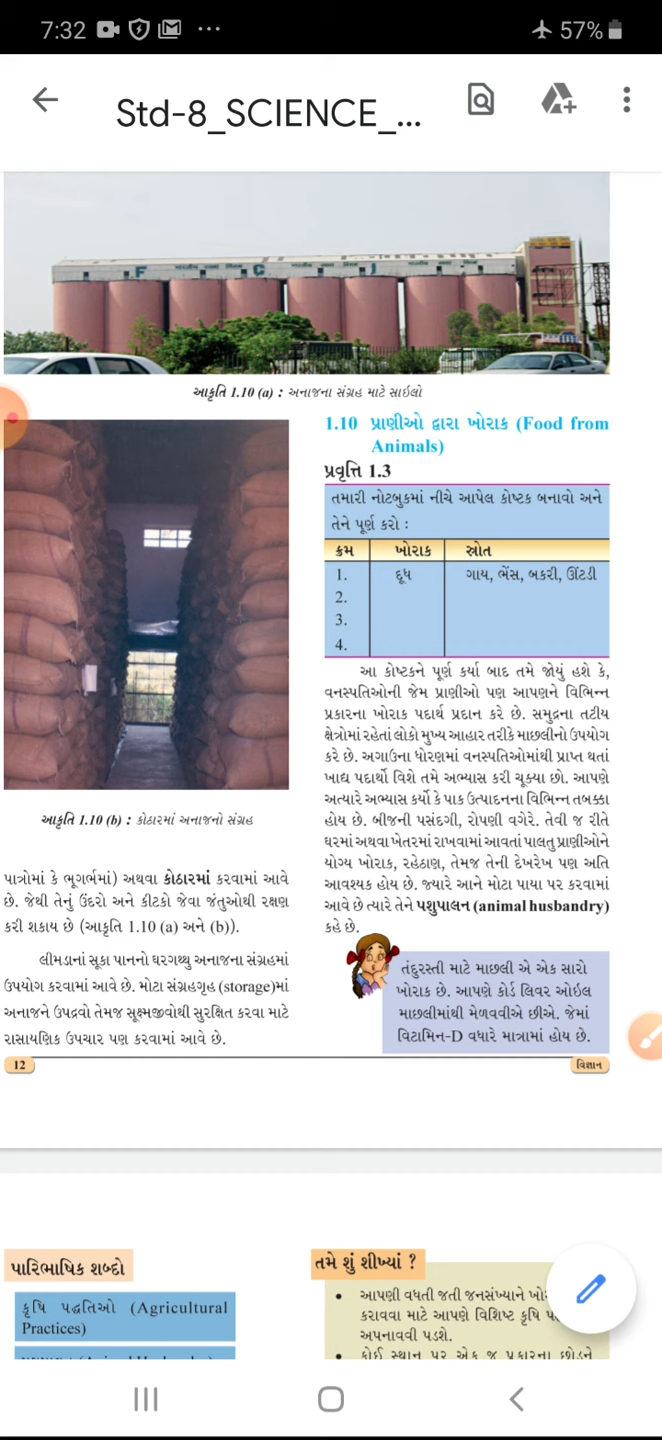 7:32
57%
Std-8_SCIENCE_...
F C I
આકૃતિ 1.10 (a) : અનાજના સંગ્રહ માટે સાઇલો
આકૃતિ 1.10 (b) : કોઠારમાં અનાજનો સંગ્રહ
પાત્રોમાં કે ભૂગર્ભમાં) અથવા કોઠારમાં કરવામાં આવે
છે. જેથી તેનું ઉંદરો અને કીટકો જેવા જંતુઓથી રક્ષણ
કરી શકાય છે (આકૃતિ 1.10 (a) અને (b)).
લીમડાનાં સૂકા પાનનો ઘરગથ્થુ અનાજના સંગ્રહમાં
ઉપયોગ કરવામાં આવે છે. મોટા સંગ્રહગૃહ (storage)માં
અનાજને ઉપદ્રવો તેમજ સૂક્ષ્મજીવોથી સુરક્ષિત કરવા માટે
રાસાયણિક ઉપચાર પણ કરવામાં આવે છે.
1.10 પ્રાણીઓ દ્વારા ખોરાક (Food from
Animals)
પ્રવૃત્તિ 1.3
તમારી નોટબુકમાં નીચે આપેલ કોષ્ટક બનાવો અને
તેને પૂર્ણ કરો :
ક્રમ ખોરાક સ્રોત
1. દૂધ ગાય, ભેંસ, બકરી, ઊંટડી
2.
3.
4.
આ કોષ્ટકને પૂર્ણ કર્યા બાદ તમે જોયું હશે કે,
વનસ્પતિઓની જેમ પ્રાણીઓ પણ આપણને વિભિન્ન
પ્રકારના ખોરાક પદાર્થ પ્રદાન કરે છે. સમુદ્રના તટીય
ક્ષેત્રોમાં રહેતાં લોકો મુખ્ય આહાર તરીકે માછલીનો ઉપયોગ
કરે છે. અગાઉના ધોરણમાં વનસ્પતિઓમાંથી પ્રાપ્ત થતાં
ખાદ્ય પદાર્થો વિશે તમે અભ્યાસ કરી ચૂક્યા છો. આપણે
અત્યારે અભ્યાસ કર્યો કે પાક ઉત્પાદનના વિભિન્ન તબક્કા
હોય છે. બીજની પસંદગી, રોપણી વગેરે. તેવી જ રીતે
ઘરમાં અથવા ખેતરમાં રાખવામાં આવતાં પાલતુ પ્રાણીઓને
યોગ્ય ખોરાક, રહેઠાણ, તેમજ તેની દેખરેખ પણ અતિ
આવશ્યક હોય છે. જ્યારે આને મોટા પાયા પર કરવામાં
આવે છે ત્યારે તેને પશુપાલન (animal husbandry)
કહે છે.
તંદુરસ્તી માટે માછલી એ એક સારો
ખોરાક છે. આપણે કોર્ડ લિવર ઓઇલ
માછલીમાંથી મેળવવીએ છીએ. જેમાં
વિટામિન-D વધારે માત્રામાં હોય છે.
12
વિજ્ઞાન
પારિભાષિક શબ્દો
કૃષિ પદ્ધતિઓ (Agricultural
Practices)
તમે શું શીખ્યાં ?
• આપણી વધતી જતી જનસંખ્યાને
કરાવવા માટે આપણે વિશિષ્ટ કૃષિ
અપનાવવી પડશે.
• કોઈ સ્થાન પર એક જ પ્રકારના છોડને